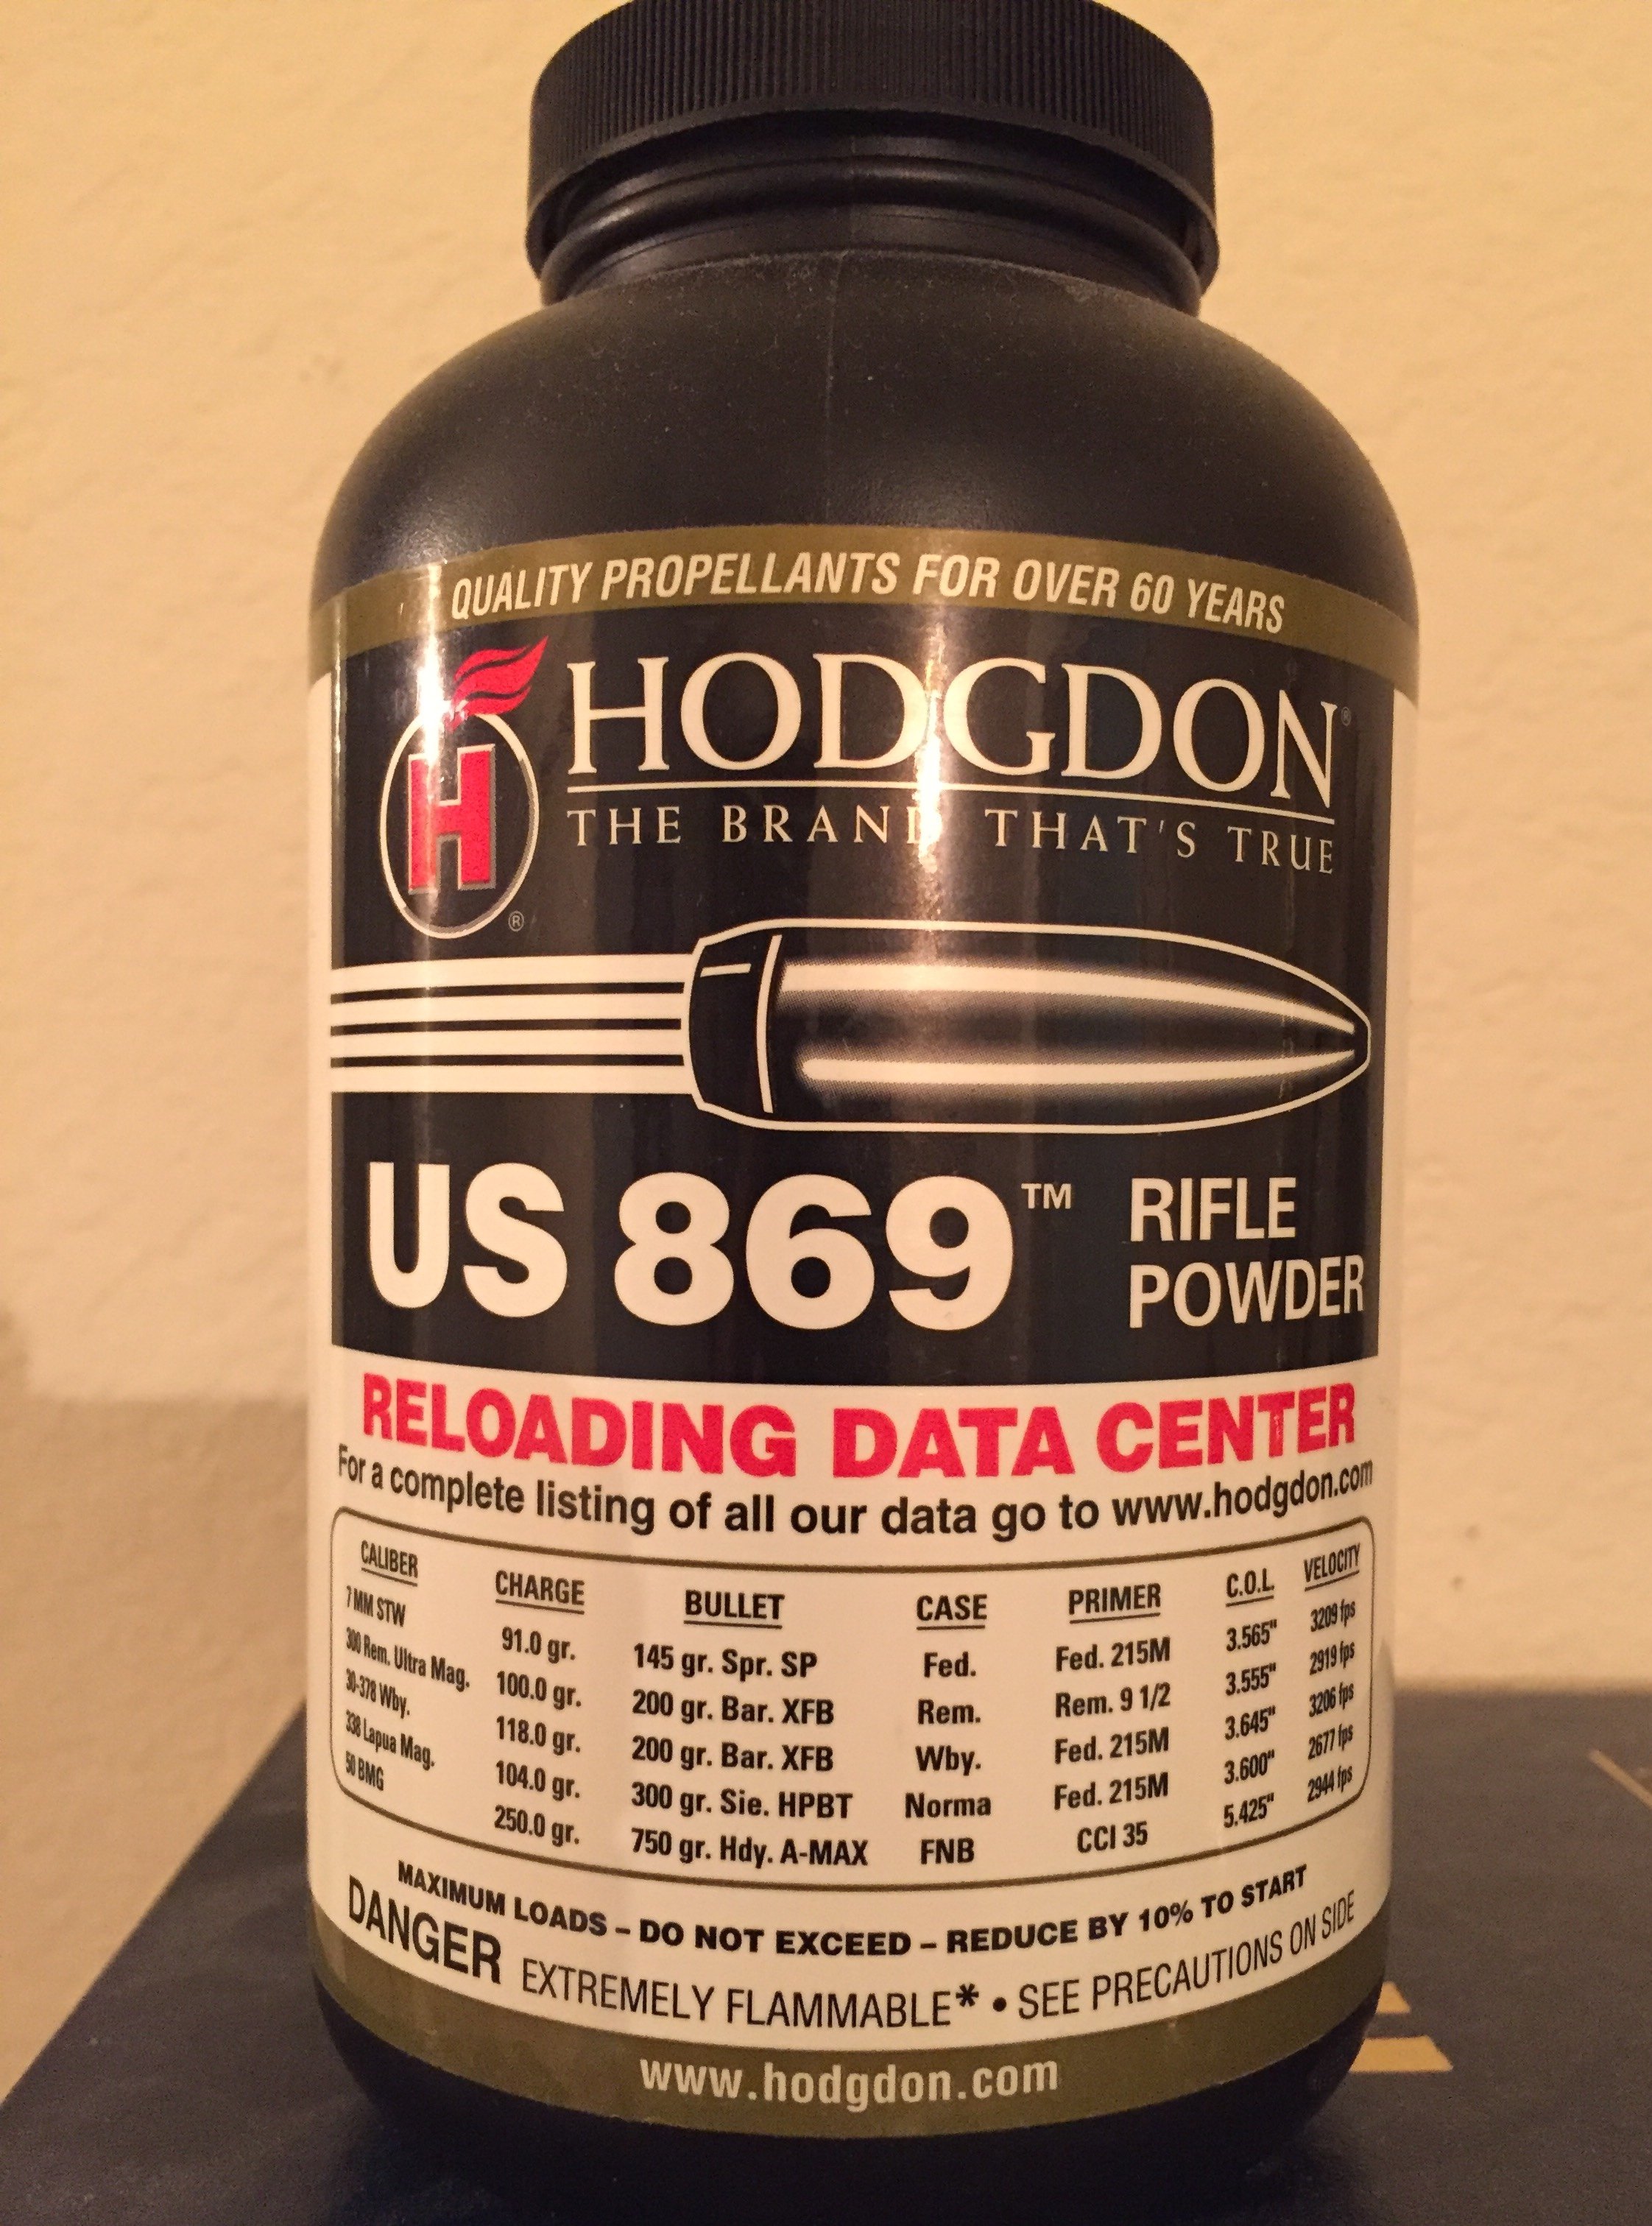 QUALITY PROPELLANTS FOR OVER 60 YEARS
H
®
HODGDON®
THE BRAND THAT'S TRUE
US 869™ RIFLE POWDER
RELOADING DATA CENTER
For a complete listing of all our data go to www.hodgdon.com
CALIBER CHARGE BULLET CASE PRIMER C.O.L. VELOCITY
7 MM STW 91.0 gr. 145 gr. Spr. SP Fed. Fed. 215M 3.565" 3209 fps
300 Rem. Ultra Mag. 100.0 gr. 200 gr. Bar. XFB Rem. Rem. 9 1/2 3.555" 2919 fps
30-378 Wby. 118.0 gr. 200 gr. Bar. XFB Wby. Fed. 215M 3.645" 3206 fps
338 Lapua Mag. 104.0 gr. 300 gr. Sie. HPBT Norma Fed. 215M 3.600" 2677 fps
50 BMG 250.0 gr. 750 gr. Hdy. A-MAX FNB CCI 35 5.425" 2944 fps
MAXIMUM LOADS – DO NOT EXCEED – REDUCE BY 10% TO START
DANGER EXTREMELY FLAMMABLE* • SEE PRECAUTIONS ON SIDE
www.hodgdon.com